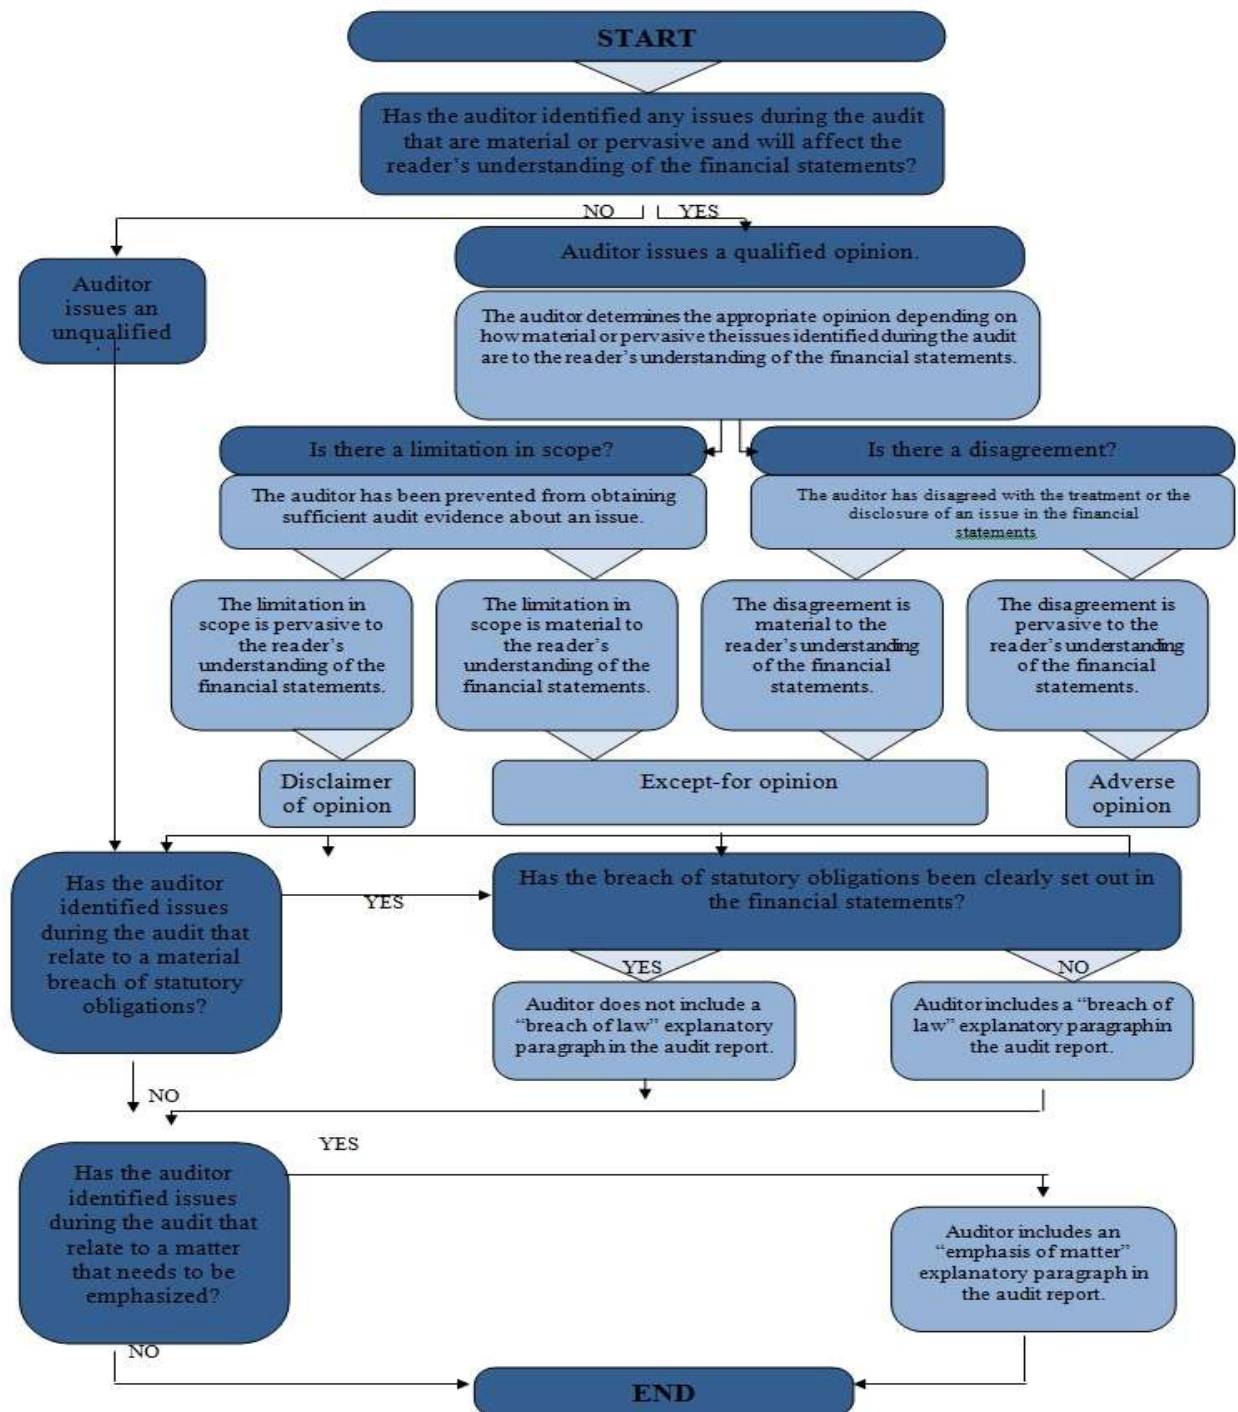 START
Has the auditor identified any issues during the audit
that are material or pervasive and will affect the
reader's understanding of the financial statements?
NO
YES
Auditor
issues an
unqualified
Auditor issues a qualified opinion.
The auditor determines the appropriate opinion depending on
how material or pervasive the issues identified during the audit
are to the reader's understanding of the financial statements.
Is there a limitation in scope?
The auditor has been prevented from obtaining
sufficient audit evidence about an issue.
Is there a disagreement?
The auditor has disagreed with the treatment or the
disclosure of an issue in the financial
statements
The limitation in
scope is pervasive to
the reader's
understanding of the
financial statements.
The limitation in
scope is material to
the reader's
understanding of the
financial statements.
The disagreement is
material to the
reader's understanding
of the financial
statements.
The disagreement is
pervasive to the
reader's understanding
of the financial
statements.
Disclaimer
of opinion
Except-for opinion
Adverse
opinion
Has the auditor
identified issues
during the audit that
relate to a material
breach of statutory
obligations?
YES
Has the breach of statutory obligations been clearly set out in
the financial statements?
YES
NO
Auditor does not include a
“breach of law” explanatory
paragraph in the audit report.
Auditor includes a “breach of
law” explanatory paragraph in
the audit report.
NO
YES
Has the auditor
identified issues
during the audit that
relate to a matter
that needs to be
emphasized?
Auditor includes an
“emphasis of matter”
explanatory paragraph in
the audit report.
NO
END